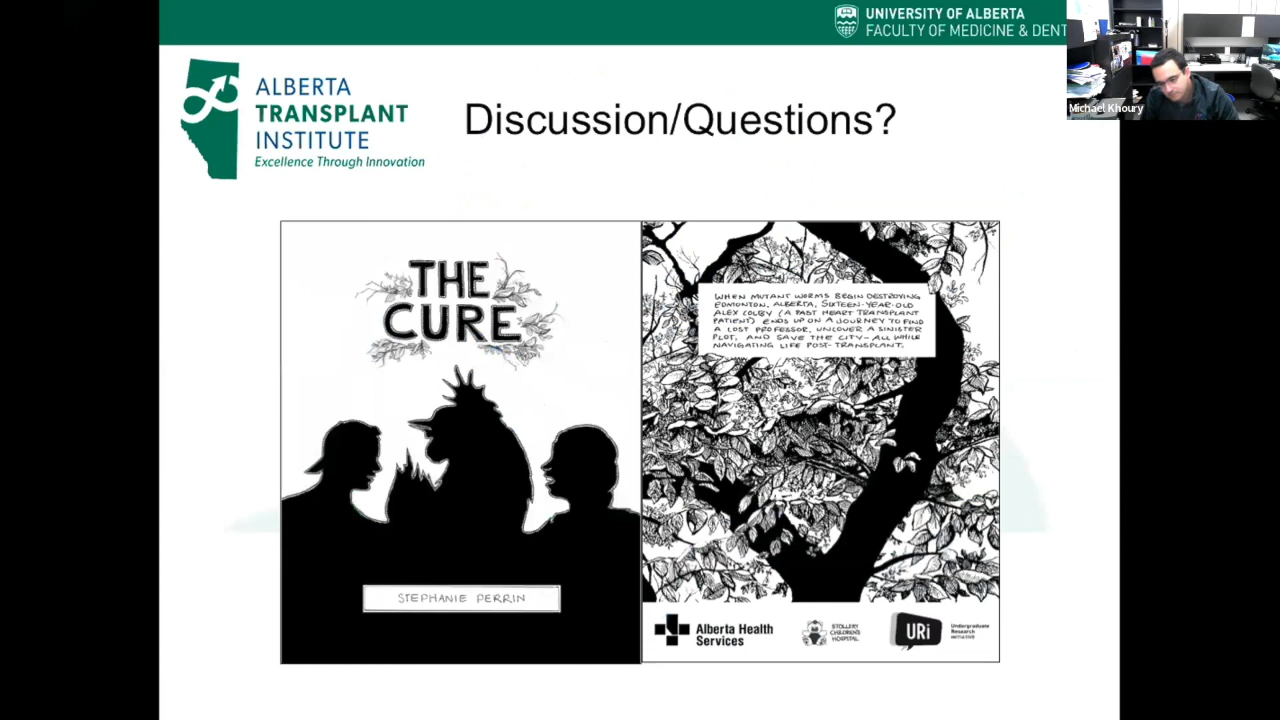 UNIVERSITY OF ALBERTA
FACULTY OF MEDICINE & DENT
Michael Khoury
ALBERTA
TRANSPLANT
INSTITUTE
Excellence Through Innovation
Discussion/Questions?
THE
CURE
STEPHANIE PERRIN
WHEN MUTANT WORMS BEGIN DESTROYING
EDMONTON, ALBERTA, SIXTEEN-YEAR-OLD
ALEX COLBY (A PAST HEART TRANSPLANT
PATIENT) ENDS UP ON A JOURNEY TO FIND
A LOST PROFESSOR, UNCOVER A SINISTER
PLOT, AND SAVE THE CITY—ALL WHILE
NAVIGATING LIFE POST-TRANSPLANT.
Alberta Health
Services
STOLLERY
CHILDREN'S
HOSPITAL
URi
Undergraduate
Research
INITIATIVE